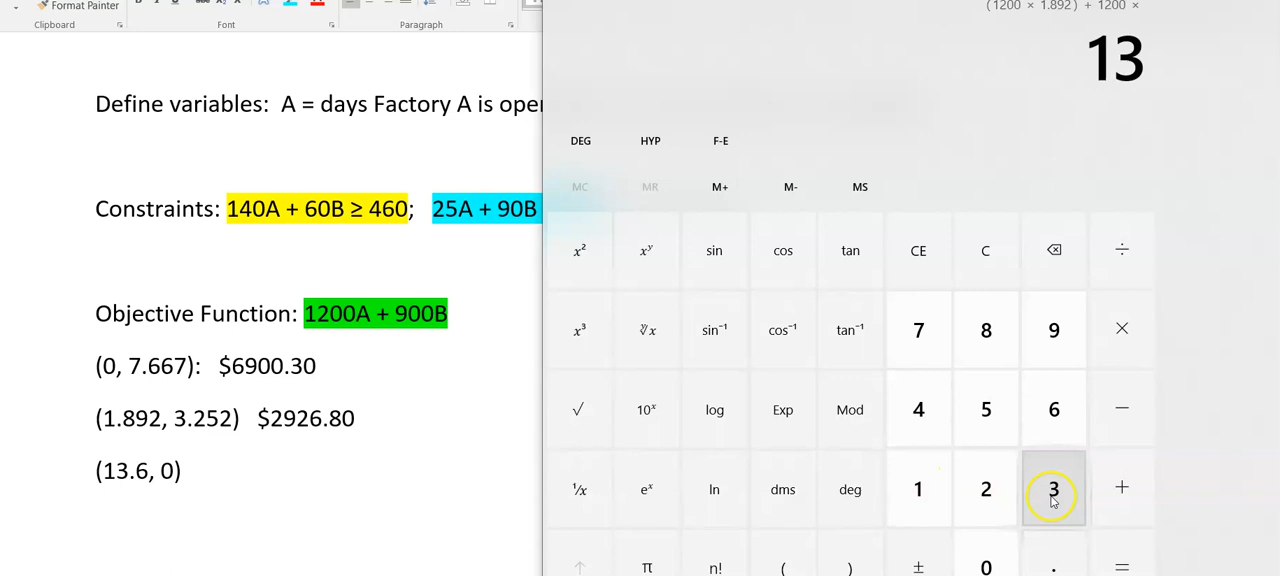 Format Painter
Clipboard
Font
Paragraph
Define variables: A = days Factory A is oper
Constraints: 140A + 60B ≥ 460; 25A + 90B
Objective Function: 1200A + 900B
(0, 7.667): $6900.30
(1.892, 3.252) $2926.80
(13.6, 0)
(1200 × 1.892) + 1200 ×
13
DEG HYP F-E
MC MR M+ M- MS
x² xʸ sin cos tan CE C ⌫ ÷
x³ ʸ√x sin⁻¹ cos⁻¹ tan⁻¹ 7 8 9 ×
√ 10ˣ log Exp Mod 4 5 6 −
¹/x eˣ ln dms deg 1 2 3 +
↑ π n! ( ) ± 0 . =